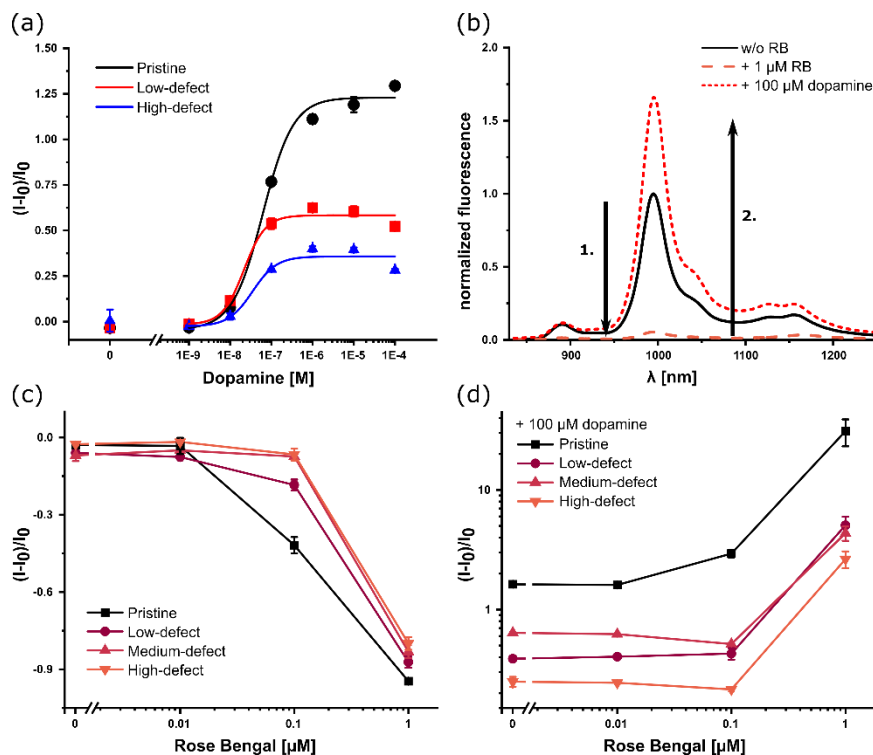 (a)
(I-I₀)/I₀
1.50
1.25
1.00
0.75
0.50
0.25
0.00
Pristine
Low-defect
High-defect
0
1E-9
1E-8
1E-7
1E-6
1E-5
1E-4
Dopamine [M]
(b)
normalized fluorescence
2.0
1.5
1.0
0.5
0.0
w/o RB
+ 1 µM RB
+ 100 µM dopamine
1.
2.
900
1000
1100
1200
λ [nm]
(c)
(I-I₀)/I₀
0.0
-0.3
-0.6
-0.9
Pristine
Low-defect
Medium-defect
High-defect
0
0.01
0.1
1
Rose Bengal [µM]
(d)
(I-I₀)/I₀
10
1
+ 100 µM dopamine
Pristine
Low-defect
Medium-defect
High-defect
0
0.01
0.1
1
Rose Bengal [µM]